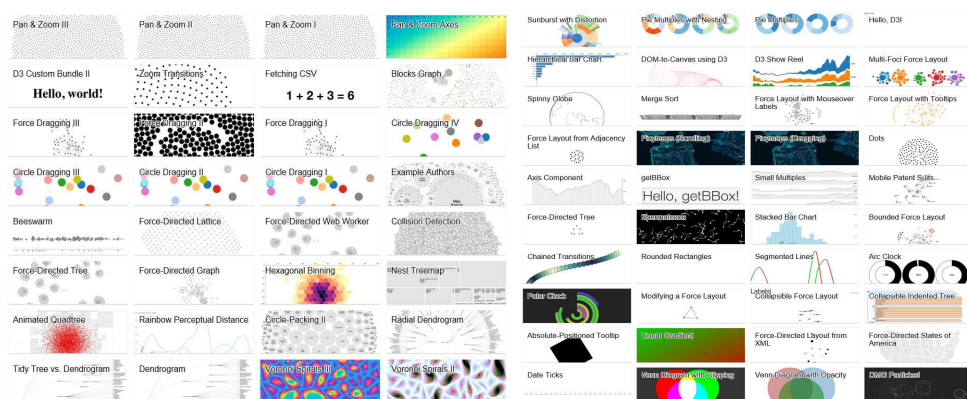 Pan & Zoom III
Pan & Zoom II
Pan & Zoom I
Pan & Zoom Axes
D3 Custom Bundle II
Hello, world!
Zoom Transitions
Fetching CSV
1 + 2 + 3 = 6
Blocks Graph
Force Dragging III
Force Dragging II
Force Dragging I
Circle Dragging IV
Circle Dragging III
Circle Dragging II
Circle Dragging I
Example Authors
Beeswarm
Force-Directed Lattice
Force-Directed Web Worker
Collision Detection
Force-Directed Tree
Force-Directed Graph
Hexagonal Binning
Nest Treemap
Animated Quadtree
Rainbow Perceptual Distance
Circle-Packing II
Radial Dendrogram
Tidy Tree vs. Dendrogram
Dendrogram
Voronoi Spirals III
Voronoi Spirals II
Sunburst with Distortion
Pie Multiples with Nesting
Pie Multiples
Hello, D3!
Hierarchical Bar Chart
DOM-to-Canvas using D3
D3 Show Reel
Multi-Foci Force Layout
Spinny Globe
Merge Sort
Force Layout with Mouseover
Labels
Force Layout with Tooltips
Force Layout from Adjacency
List
Polymaps (Scrolling)
Polymaps (Dragging)
Dots
Axis Component
getBBox
Hello, getBBox!
Small Multiples
Mobile Patent Suits
Force-Directed Tree
Spermatozoa
Stacked Bar Chart
Bounded Force Layout
Chained Transitions
Rounded Rectangles
Segmented Lines
Arc Clock
Polar Clock
Modifying a Force Layout
Labels)
Collapsible Force Layout
Collapsible Indented Tree
Absolute-Positioned Tooltip
Linear Gradient
Force-Directed Layout from
XML
Force-Directed States of
America
Date Ticks
Venn Diagram with Clipping
Venn Diagram with Opacity
OMG Particles!